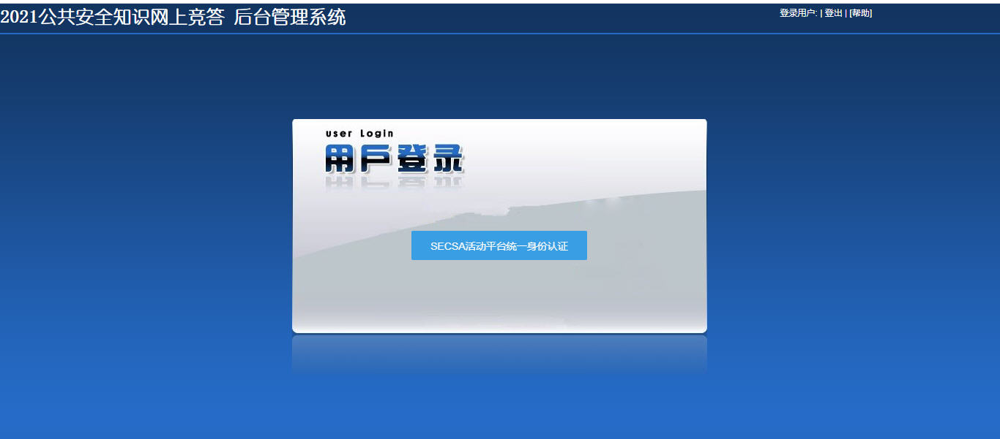 2021公共安全知识网上竞答 后台管理系统
登录用户: | 登出 | [帮助]
user Login
用户登录
SECSA活动平台统一身份认证